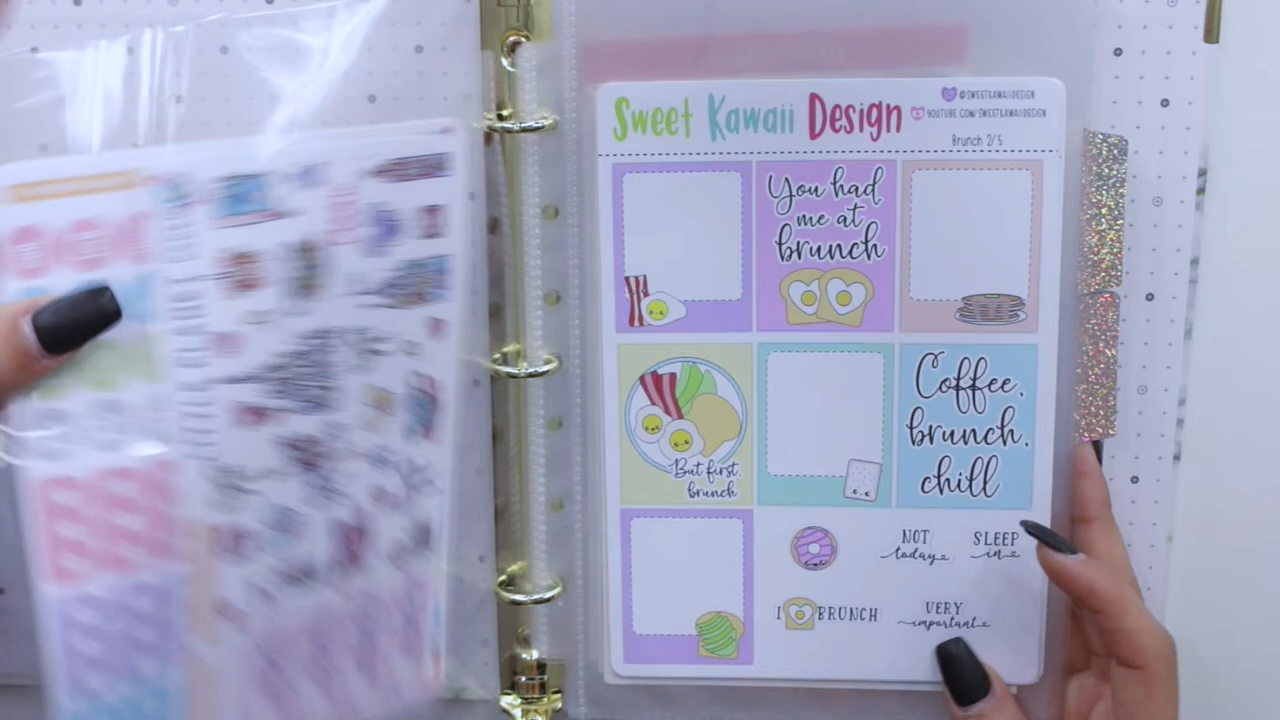 Sweet Kawaii Design
@SWEETKAWAIIDESIGN
YOUTUBE.COM/SWEETKAWAIIDESIGN
Brunch 2/5
You had
me at
brunch
But first,
brunch
Coffee,
brunch,
chill
NOT
today
SLEEP
in
I BRUNCH
VERY
important